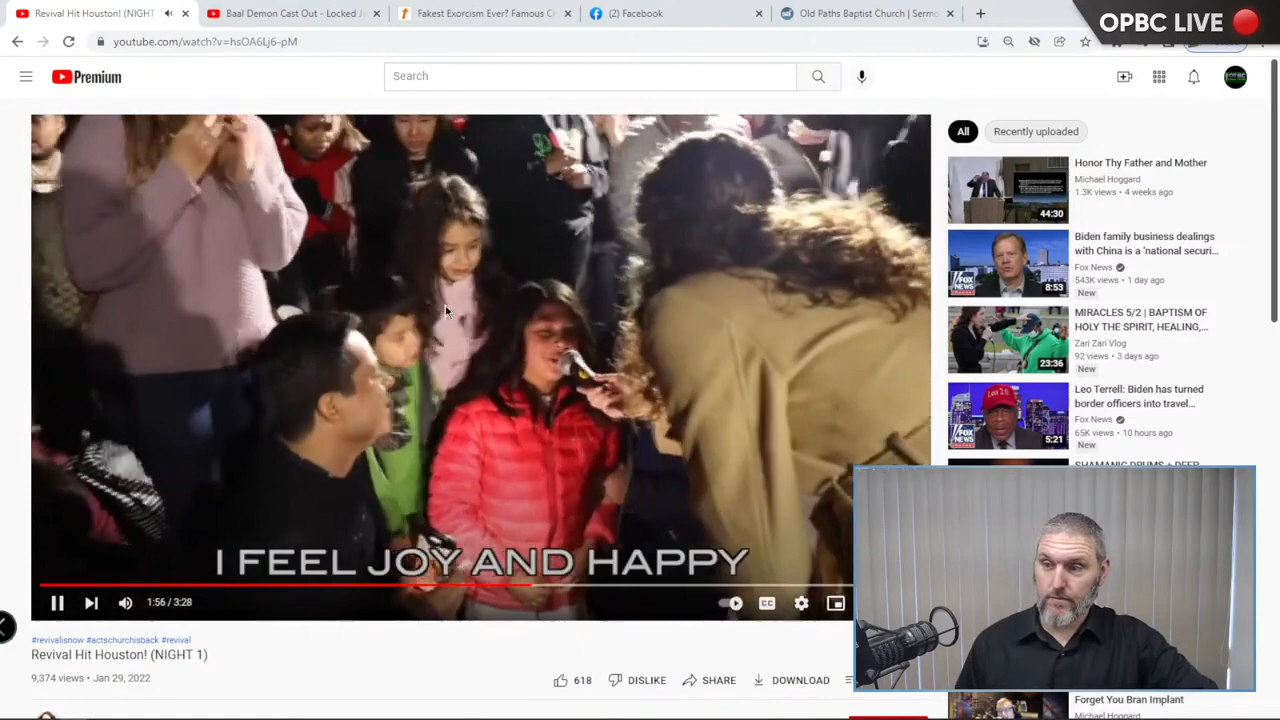 Revival Hit Houston! (NIGHT
Baal Demon Cast Out - Locked Ji
Fakest Exorcism Ever? Famous C
(2) Facebook
Old Paths Baptist Church | Sermo
OPBC LIVE
youtube.com/watch?v=hsOA6Lj6-pM
Premium
Search
All
Recently uploaded
Honor Thy Father and Mother
Michael Hoggard
1.3K views • 4 weeks ago
44:30
Biden family business dealings
with China is a 'national securi...
Fox News
543K views • 1 day ago
New
8:53
MIRACLES 5/2 | BAPTISM OF
HOLY THE SPIRIT, HEALING,...
Zari Zari Vlog
92 views • 3 days ago
New
23:36
Leo Terrell: Biden has turned
border officers into travel...
Fox News
65K views • 10 hours ago
New
5:21
I FEEL JOY AND HAPPY
1:56 / 3:28
CC
#revivalisnow #actschurchisback #revival
Revival Hit Houston! (NIGHT 1)
9,374 views • Jan 29, 2022
618
DISLIKE
SHARE
DOWNLOAD
Forget You Bran Implant
Michael Hoggard